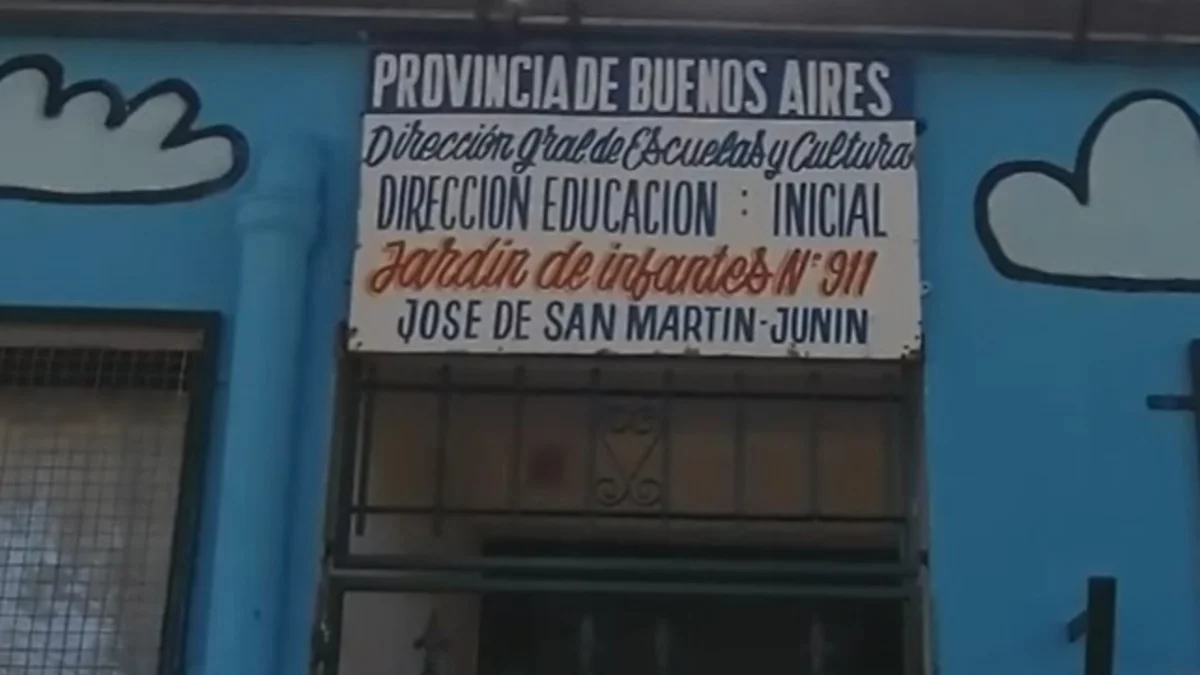 PROVINCIA DE BUENOS AIRES
Dirección gral de Escuelas y Cultura
DIRECCION EDUCACION : INICIAL
Jardín de infantes Nº 911
JOSE DE SAN MARTIN-JUNIN